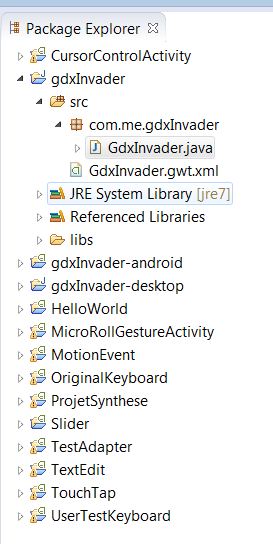 Package Explorer
CursorControlActivity
gdxInvader
src
com.me.gdxInvader
GdxInvader.java
GdxInvader.gwt.xml
JRE System Library [jre7]
Referenced Libraries
libs
gdxInvader-android
gdxInvader-desktop
HelloWorld
MicroRollGestureActivity
MotionEvent
OriginalKeyboard
ProjetSynthese
Slider
TestAdapter
TextEdit
TouchTap
UserTestKeyboard